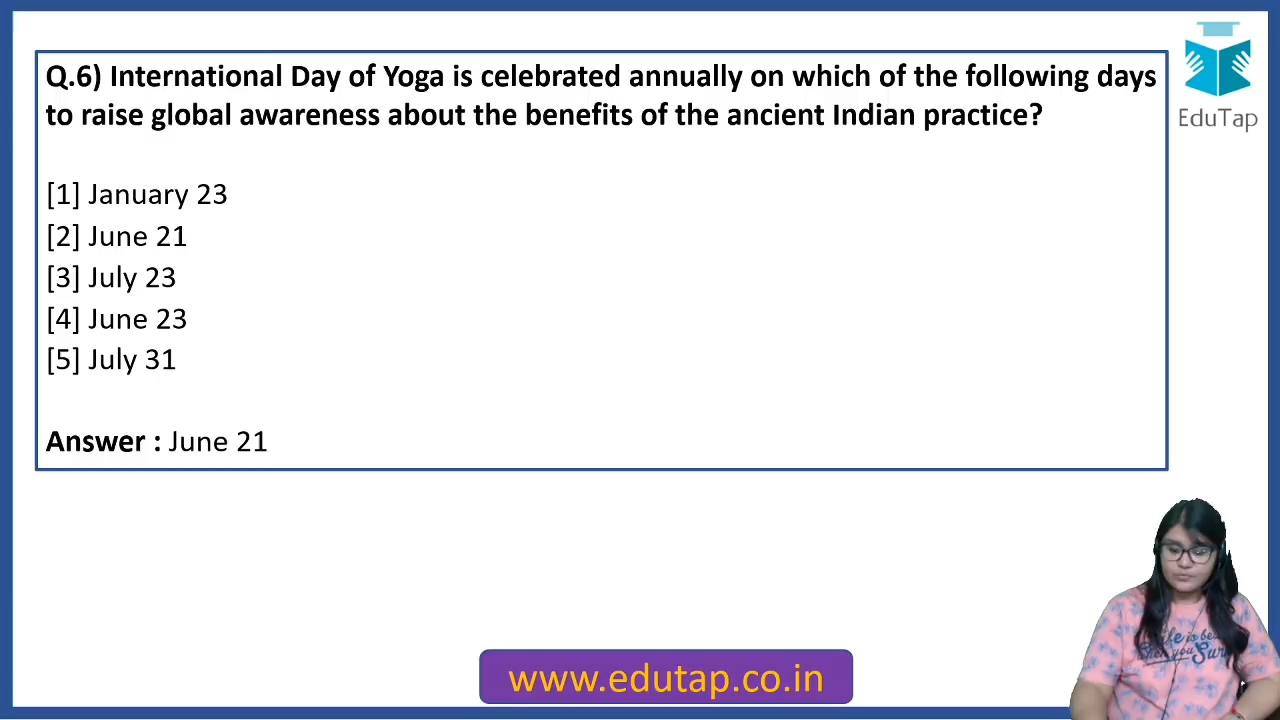 Q.6) International Day of Yoga is celebrated annually on which of the following days
to raise global awareness about the benefits of the ancient Indian practice?
[1] January 23
[2] June 21
[3] July 23
[4] June 23
[5] July 31
Answer : June 21
EduTap
www.edutap.co.in